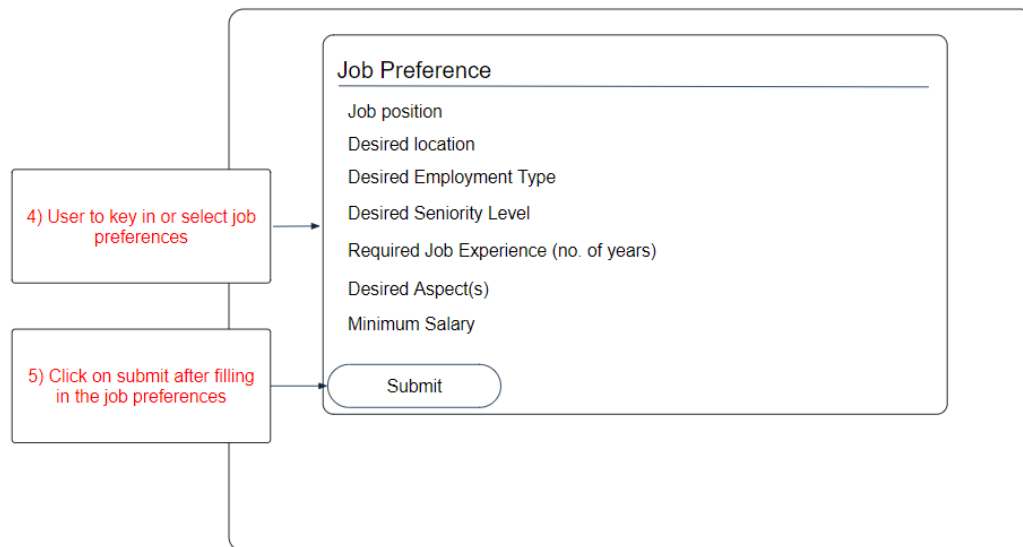 Job Preference
Job position
Desired location
Desired Employment Type
Desired Seniority Level
Required Job Experience (no. of years)
Desired Aspect(s)
Minimum Salary
Submit
4) User to key in or select job
preferences
5) Click on submit after filling
in the job preferences